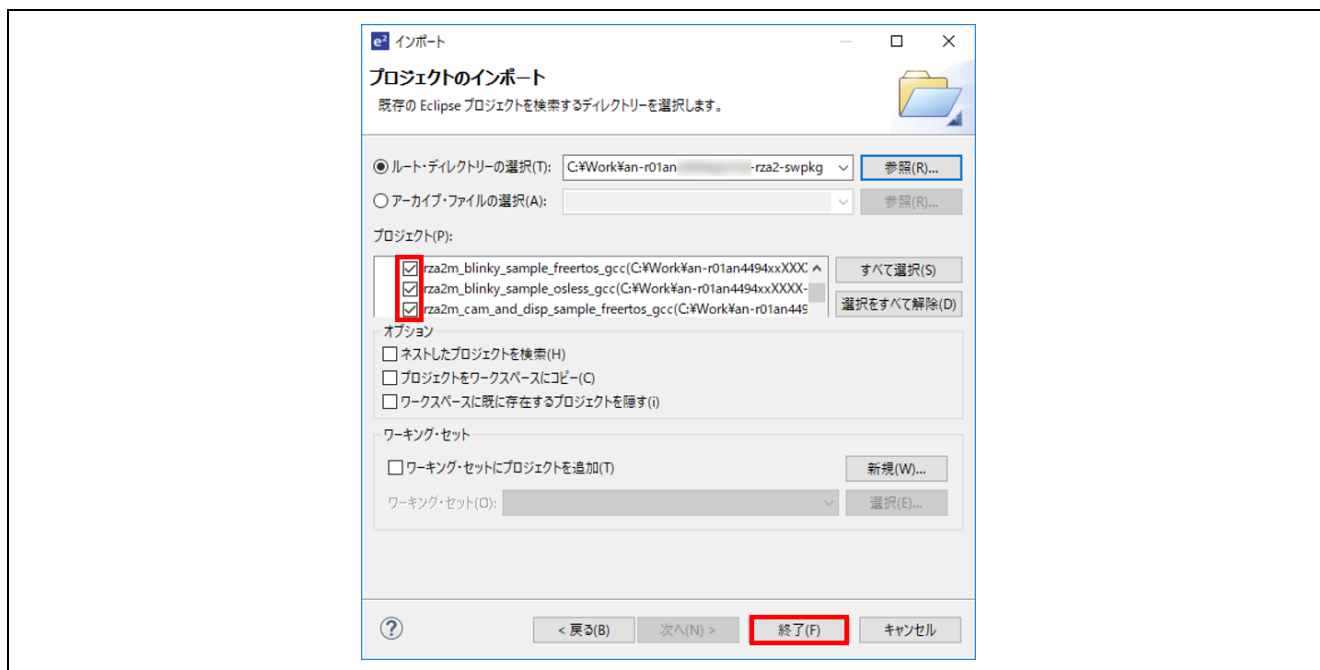 e² インポート
プロジェクトのインポート
既存の Eclipse プロジェクトを検索するディレクトリーを選択します。
ルート・ディレクトリーの選択(T): C:¥Work¥an-r01an -rza2-swpkg 参照(R)...
アーカイブ・ファイルの選択(A): 参照(R)...
プロジェクト(P):
rza2m_blinky_sample_freertos_gcc(C:¥Work¥an-r01an4494xxXXX すべて選択(S)
rza2m_blinky_sample_osless_gcc(C:¥Work¥an-r01an4494xxXXXX- 選択をすべて解除(D)
rza2m_cam_and_disp_sample_freertos_gcc(C:¥Work¥an-r01an449
オプション
ネストしたプロジェクトを検索(H)
プロジェクトをワークスペースにコピー(C)
ワークスペースに既に存在するプロジェクトを隠す(i)
ワーキング・セット
ワーキング・セットにプロジェクトを追加(T) 新規(W)...
ワーキング・セット(O): 選択(E)...
? < 戻る(B) 次へ(N) > 終了(F) キャンセル